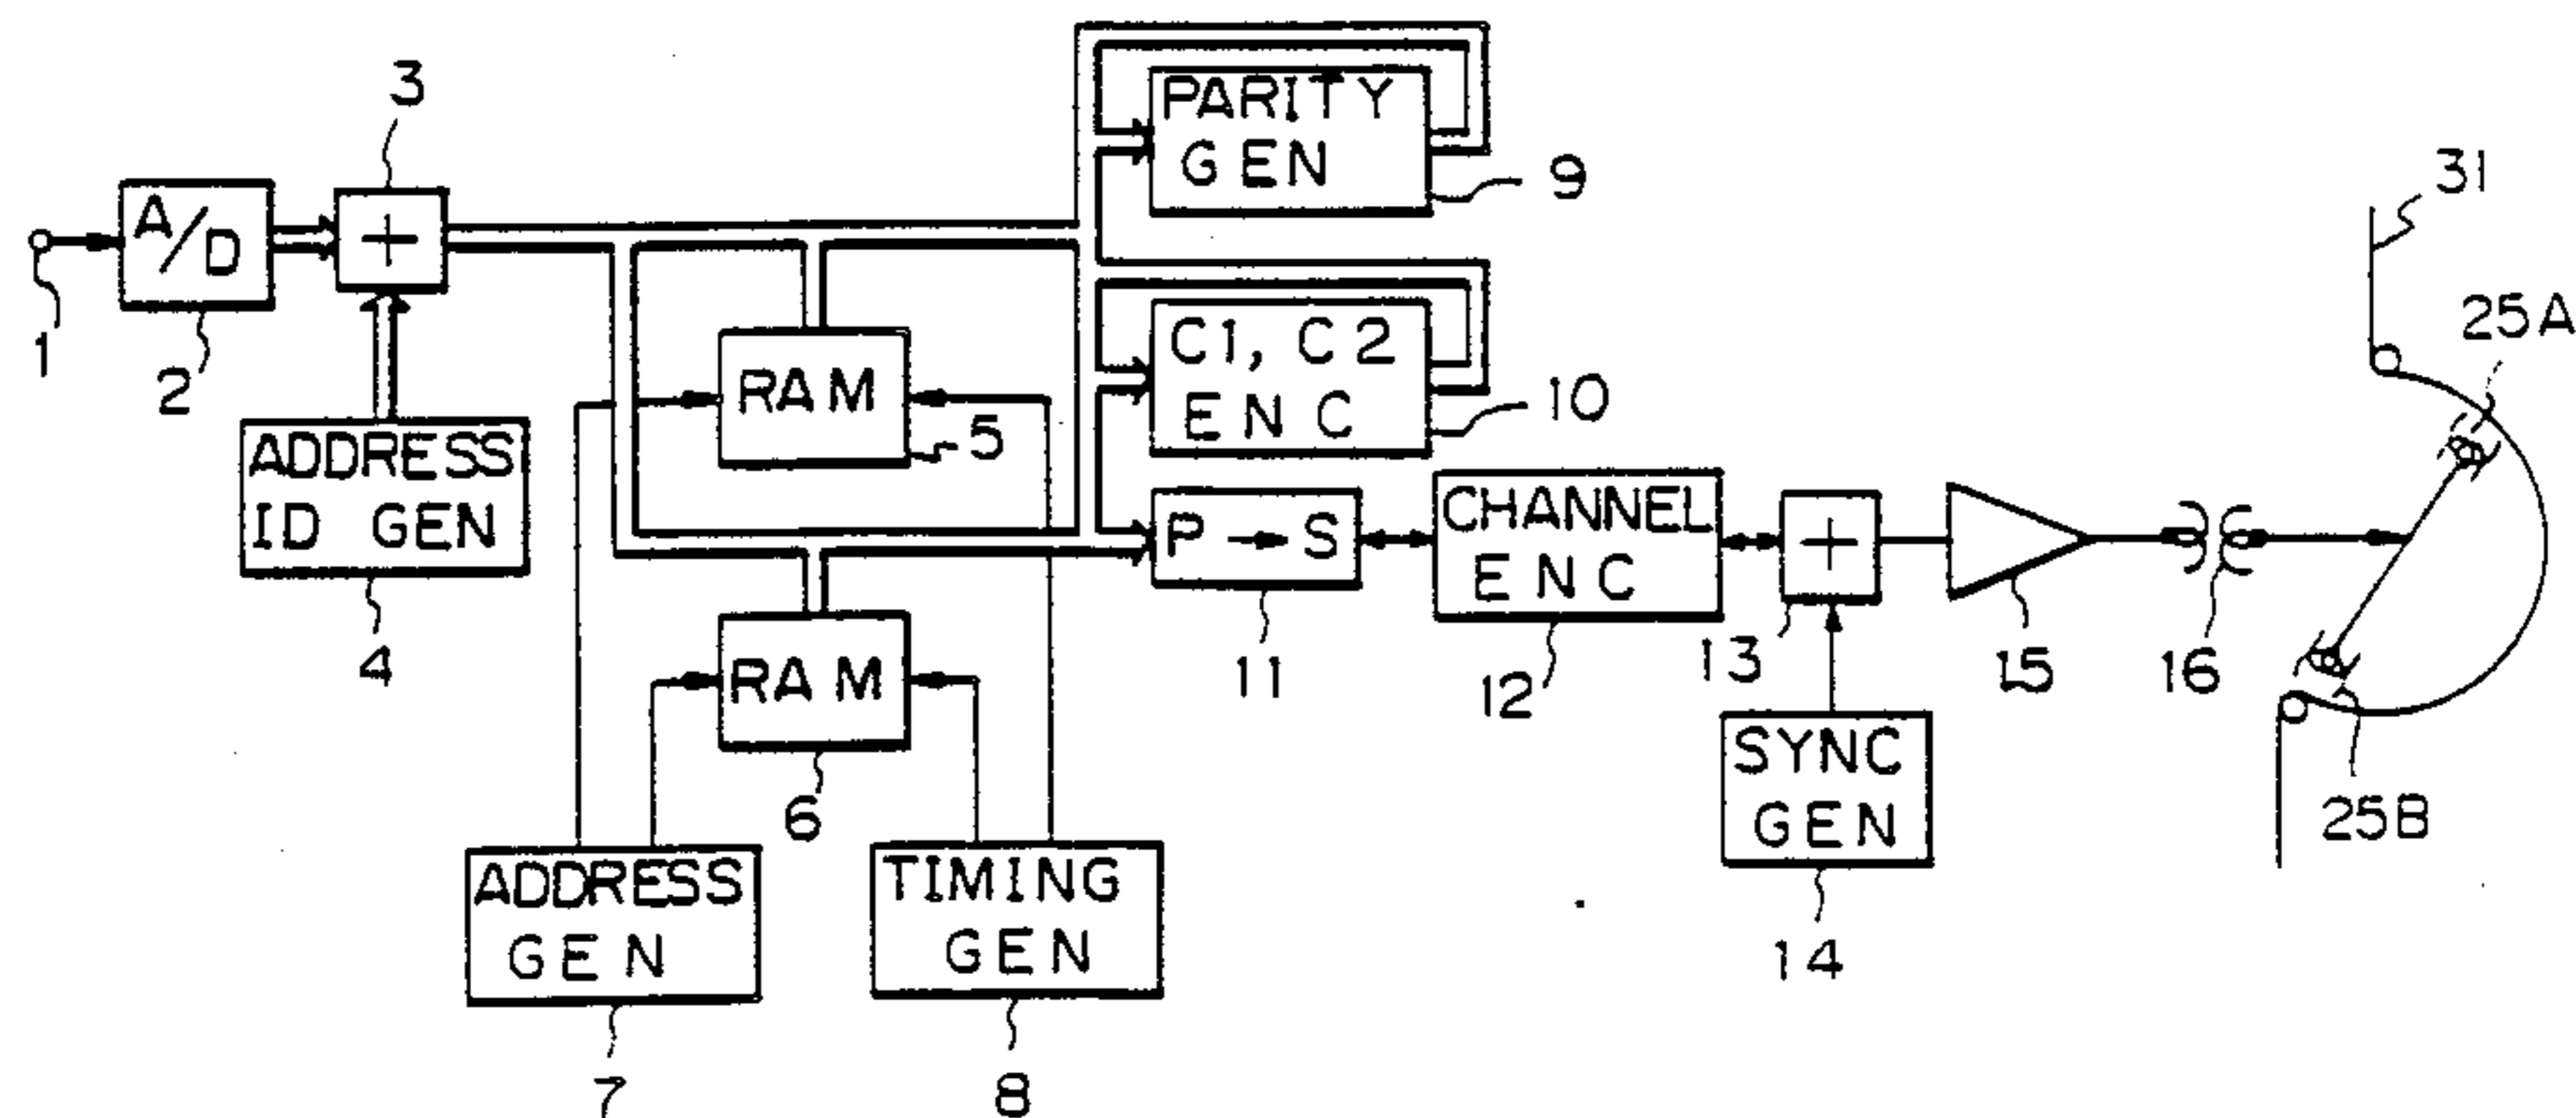 3
PARITY
GEN
9
31
A/D
+
1
2
25A
RAM
5
C1, C2
ENC
10
ADDRESS
ID GEN
4
P → S
11
CHANNEL
ENC
12
+
13
15
16
RAM
6
SYNC
GEN
14
25B
ADDRESS
GEN
7
TIMING
GEN
8